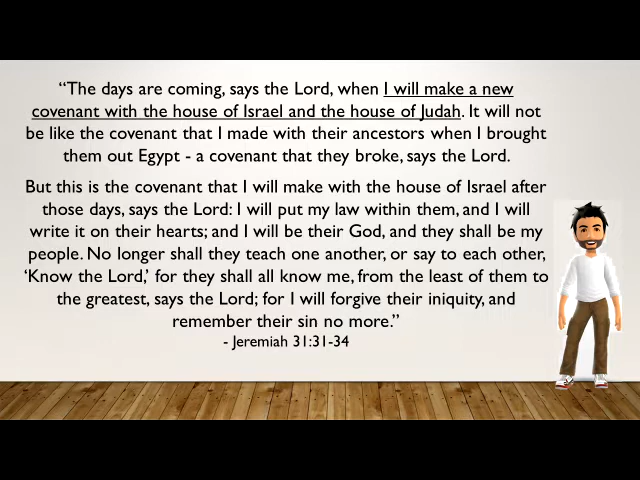 “The days are coming, says the Lord, when I will make a new
covenant with the house of Israel and the house of Judah. It will not
be like the covenant that I made with their ancestors when I brought
them out Egypt - a covenant that they broke, says the Lord.
But this is the covenant that I will make with the house of Israel after
those days, says the Lord: I will put my law within them, and I will
write it on their hearts; and I will be their God, and they shall be my
people. No longer shall they teach one another, or say to each other,
‘Know the Lord,’ for they shall all know me, from the least of them to
the greatest, says the Lord; for I will forgive their iniquity, and
remember their sin no more.”
- Jeremiah 31:31-34